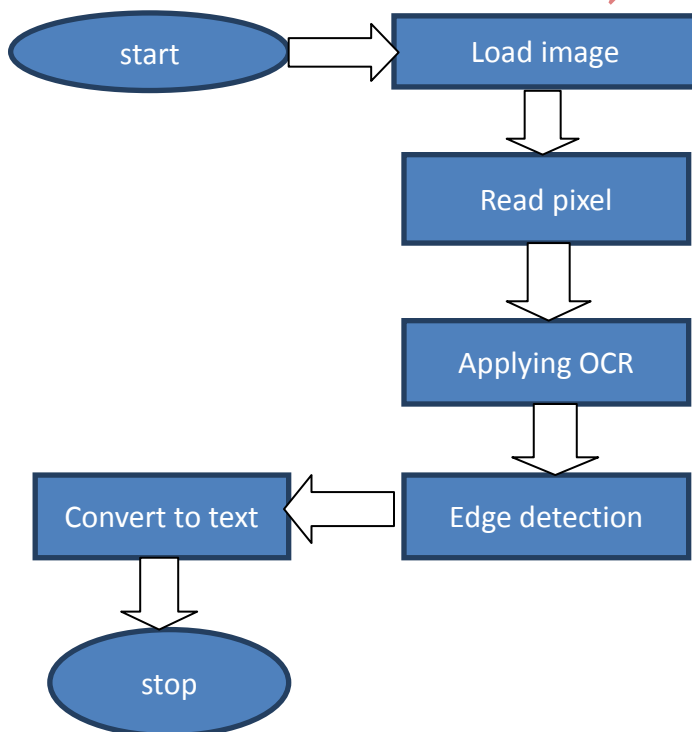 start
Load image
Read pixel
Applying OCR
Edge detection
Convert to text
stop